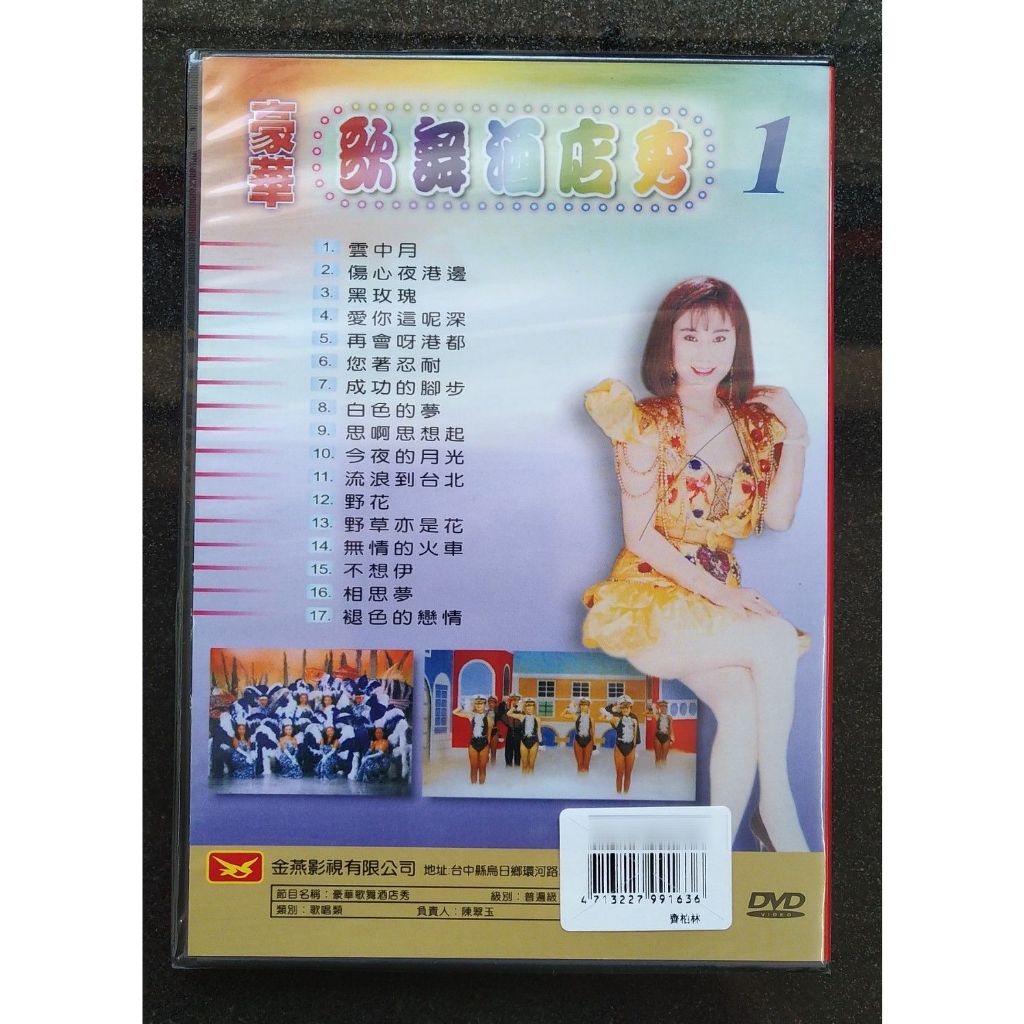 豪華 歌舞酒店秀 1
1. 雲中月
2. 傷心夜港邊
3. 黑玫瑰
4. 愛你這呢深
5. 再會呀港都
6. 您著忍耐
7. 成功的腳步
8. 白色的夢
9. 思啊思想起
10. 今夜的月光
11. 流浪到台北
12. 野花
13. 野草亦是花
14. 無情的火車
15. 不想伊
16. 相思夢
17. 褪色的戀情
金燕影視有限公司 地址:台中縣烏日鄉環河路
節目名稱：豪華歌舞酒店秀 級別：普遍級
類別：歌唱類 負責人：陳翠玉
4713227991636
齊柏林
DVD
VIDEO